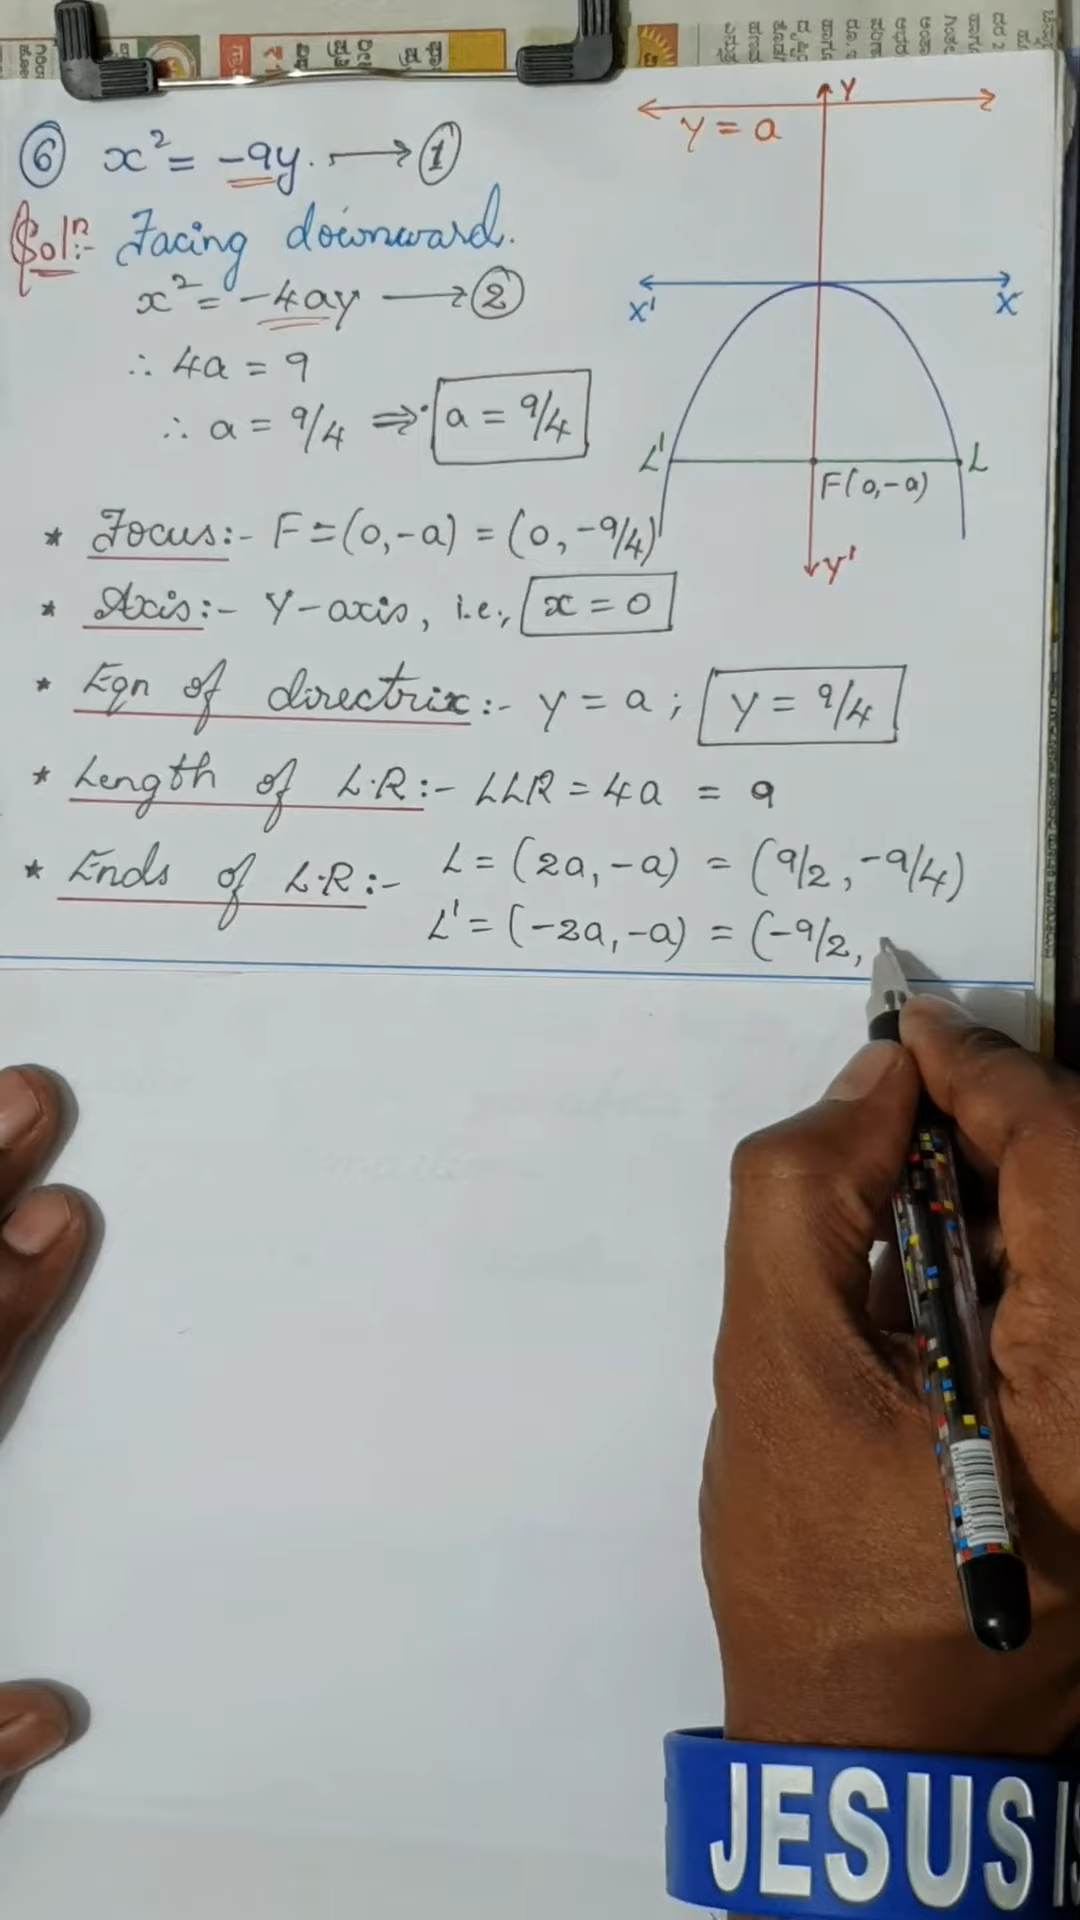 ⑥ x² = -9y. → ①
Solⁿ:- Facing downward.
x² = -4ay → ②
∴ 4a = 9
∴ a = 9/4 ⇒ a = 9/4
* Focus:- F = (0, -a) = (0, -9/4)
* Axis:- Y-axis, i.e., x = 0
* Eqn of directrix:- y = a ; y = 9/4
* Length of L.R:- LLR = 4a = 9
* Ends of L.R:- L = (2a, -a) = (9/2, -9/4)
L' = (-2a, -a) = (-9/2,
Y
y = a
X' X
L' L
F(0, -a)
Y'
JESUS